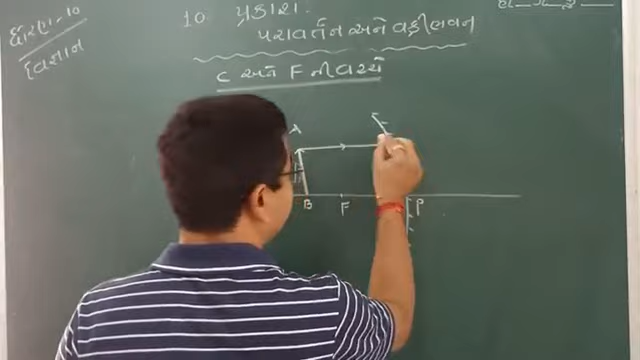 ધોરણ-10
વિજ્ઞાન
10. પ્રકાશ:
પરાવર્તન અને વક્રીભવન
C અને F ની વચ્ચે
A
B F P